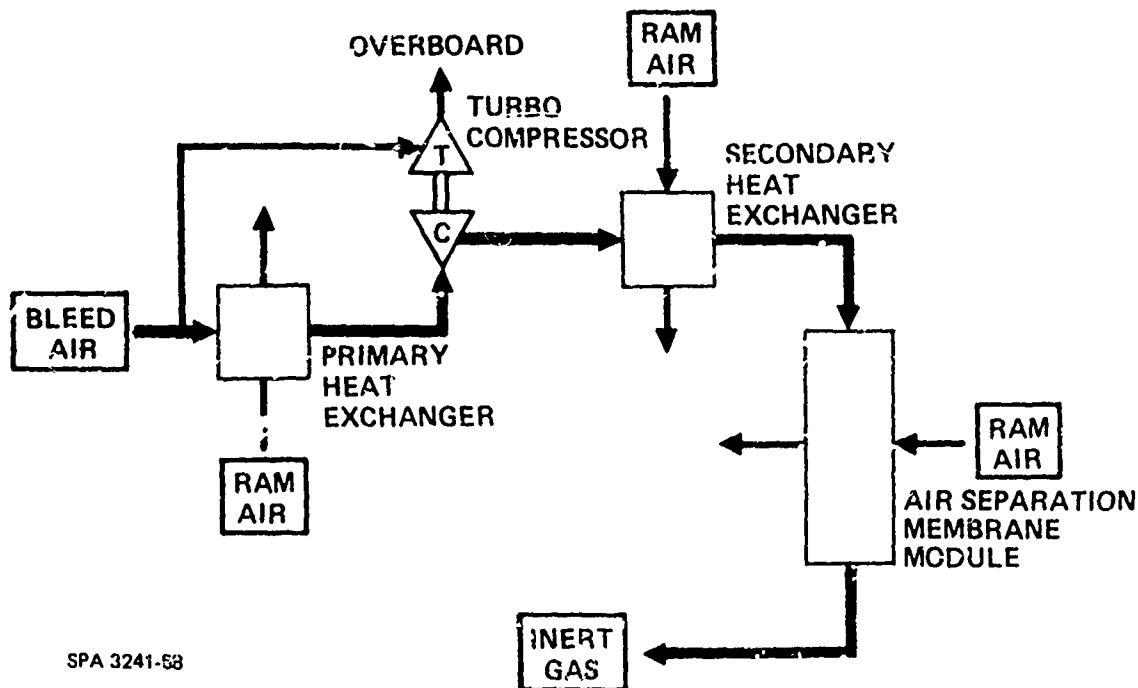 OVERBOARD
RAM
AIR
TURBO
COMPRESSOR
T
SECONDARY
HEAT
EXCHANGER
C
BLEED
AIR
PRIMARY
HEAT
EXCHANGER
RAM
AIR
RAM
AIR
AIR SEPARATION
MEMBRANE
MODULE
INERT
GAS
SPA 3241-58